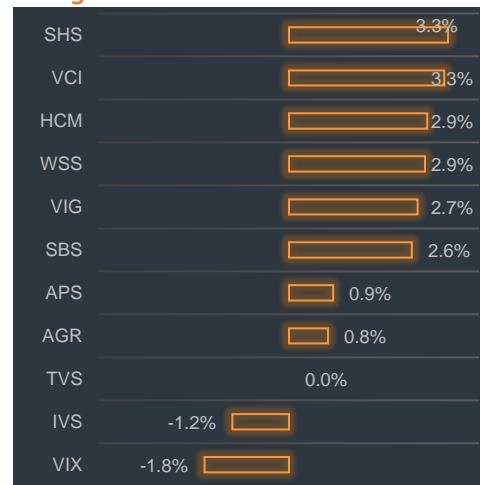 SHS 3.3%
VCI 3.3%
HCM 2.9%
WSS 2.9%
VIG 2.7%
SBS 2.6%
APS 0.9%
AGR 0.8%
TVS 0.0%
IVS -1.2%
VIX -1.8%